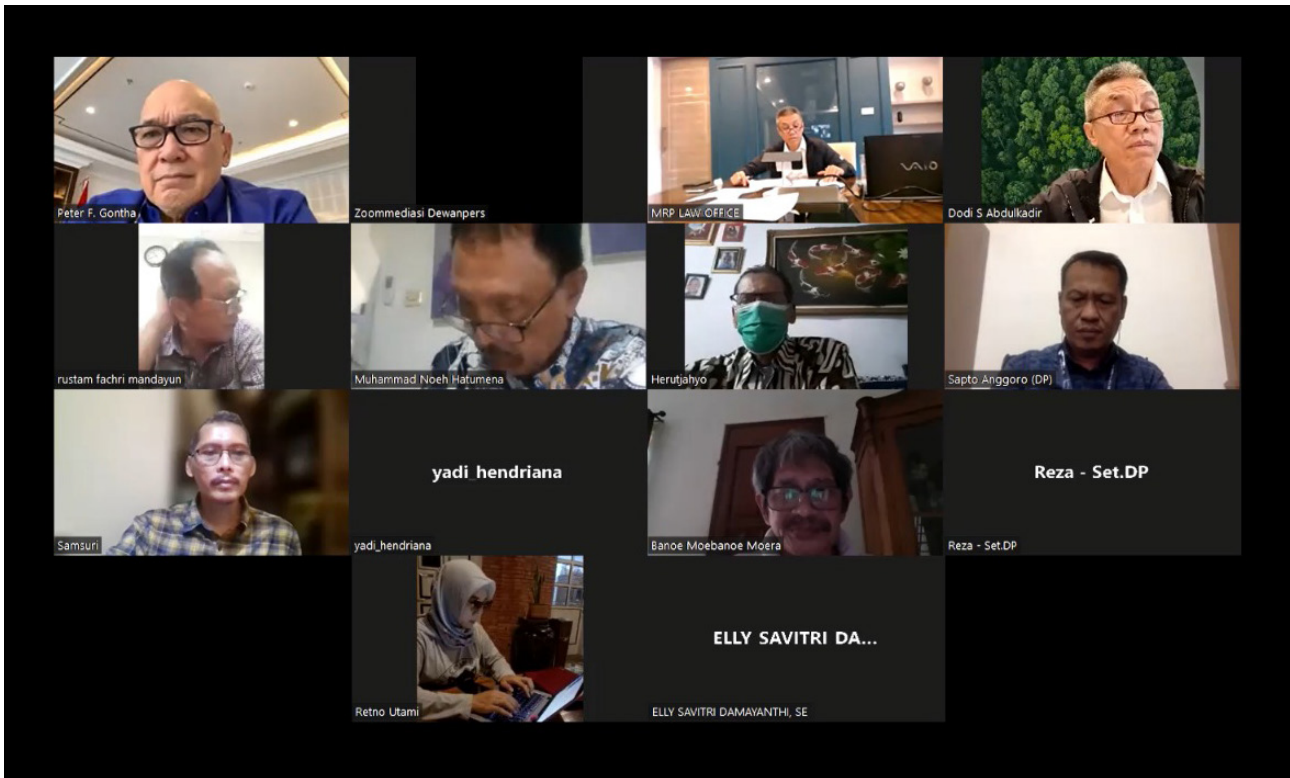 Peter F. Gontha
Zoommediasi Dewanpers
VAIO
MRP LAW OFFICE
Dodi S Abdulkadir
rustam fachri mandayun
Muhammad Noeh Hatumena
Herutjahyo
Sapto Anggoro (DP)
yadi_hendriana
Reza - Set.DP
Samsuri
yadi_hendriana
Banoe Moebanoe Moera
Reza - Set.DP
ELLY SAVITRI DA...
Retno Utami
ELLY SAVITRI DAMAYANTHI, SE